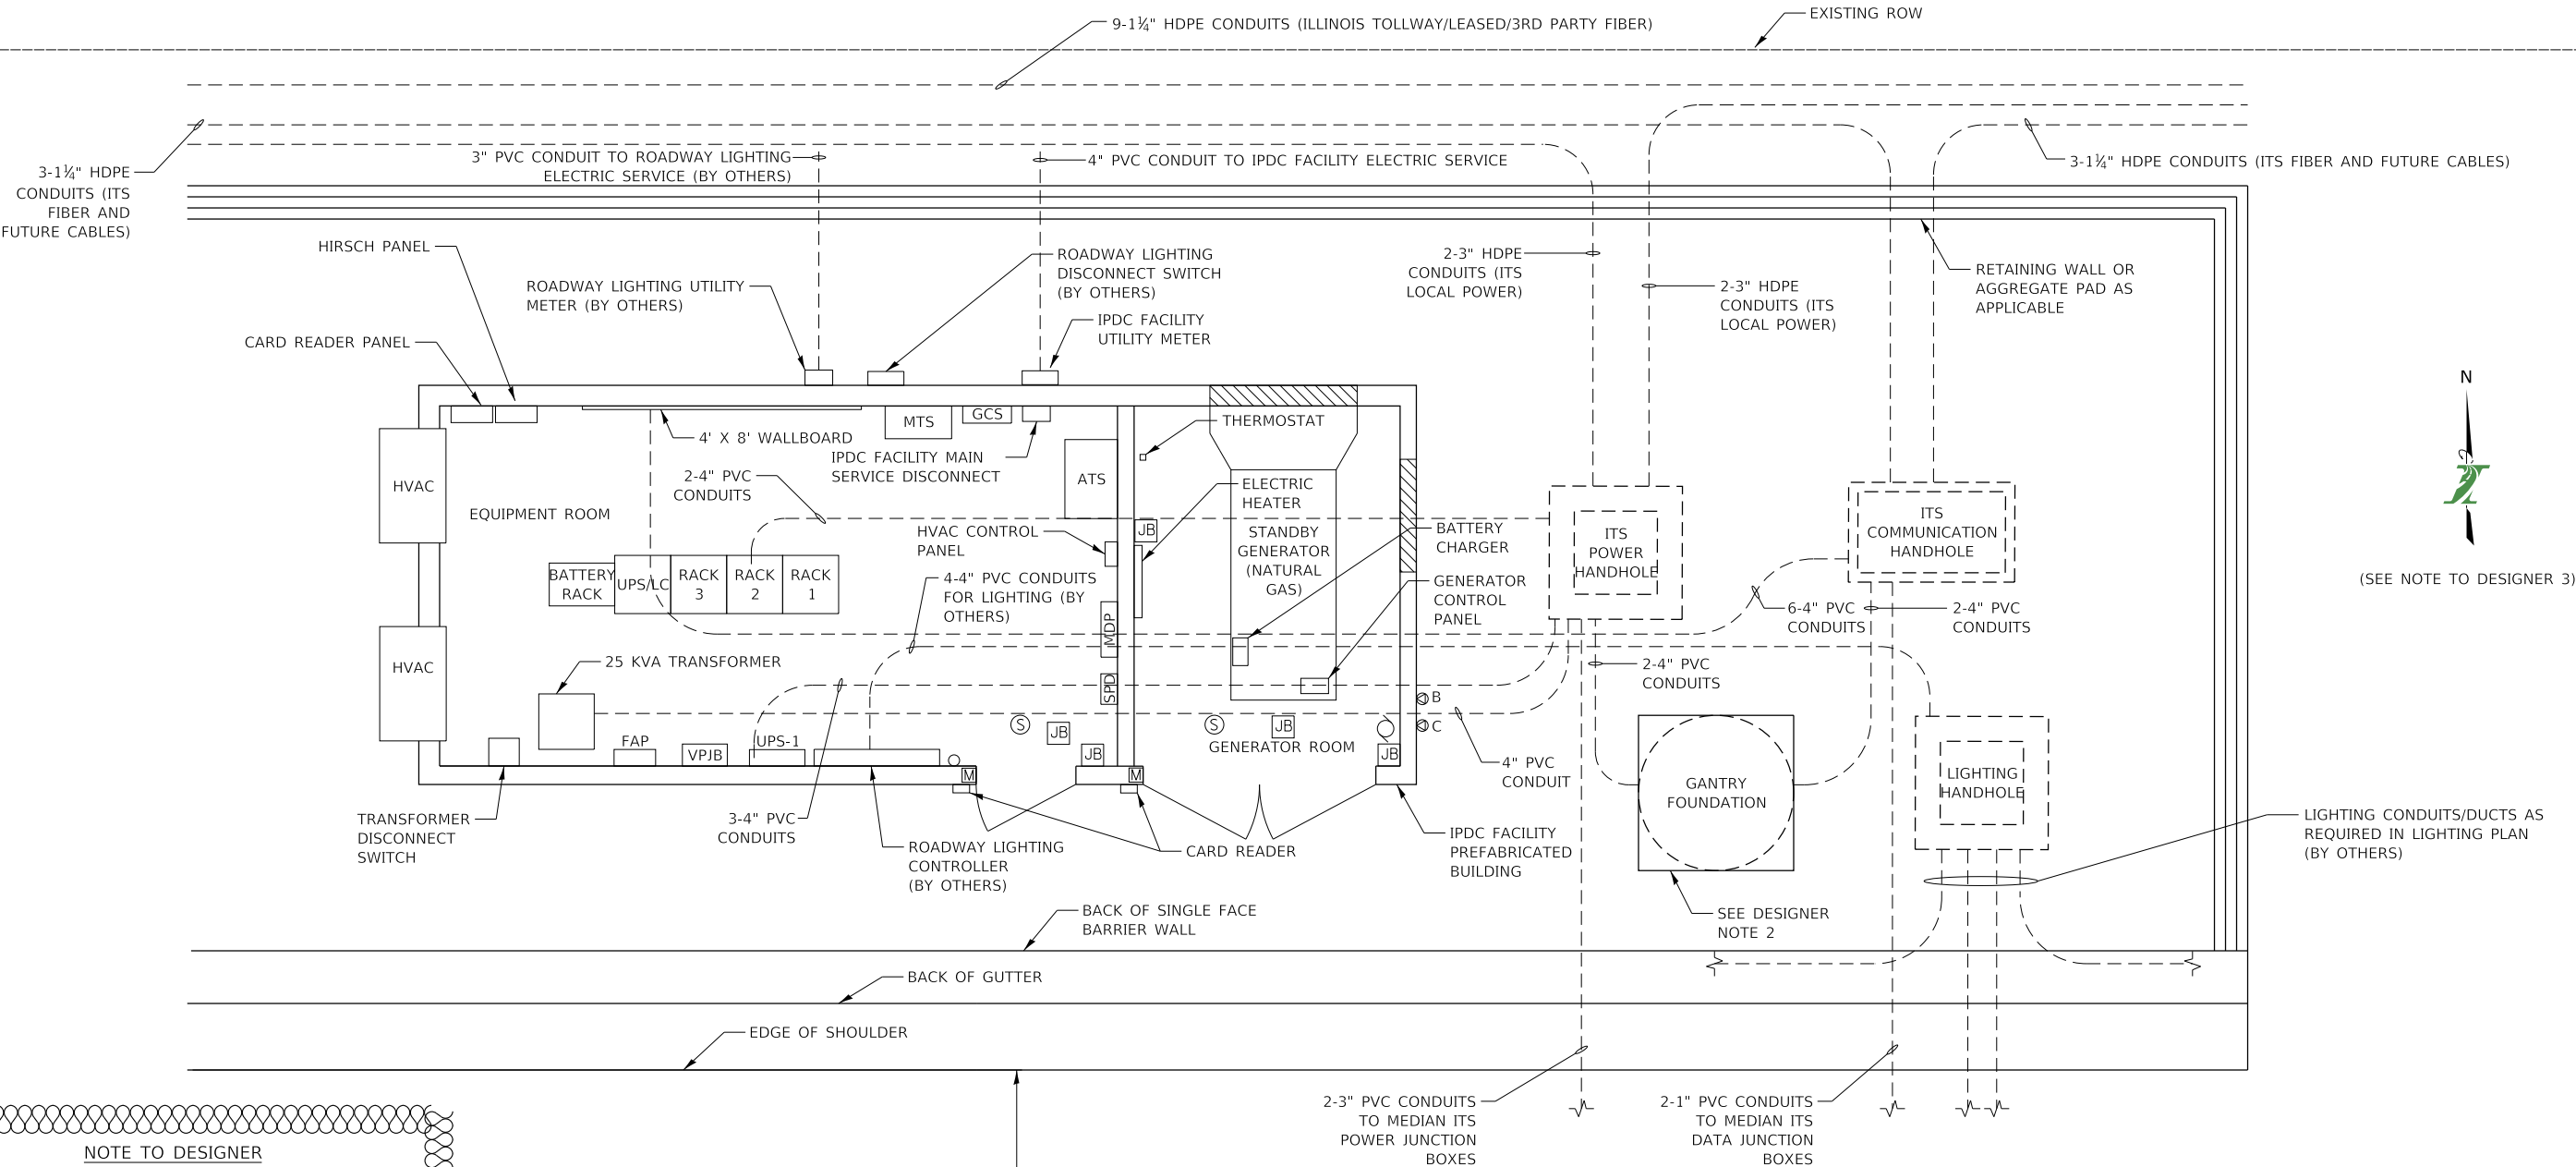 9-1¼" HDPE CONDUITS (ILLINOIS TOLLWAY/LEASED/3RD PARTY FIBER)
EXISTING ROW
3-1¼" HDPE
CONDUITS (ITS
FIBER AND
FUTURE CABLES)
3" PVC CONDUIT TO ROADWAY LIGHTING
ELECTRIC SERVICE (BY OTHERS)
4" PVC CONDUIT TO IPDC FACILITY ELECTRIC SERVICE
3-1¼" HDPE CONDUITS (ITS FIBER AND FUTURE CABLES)
HIRSCH PANEL
ROADWAY LIGHTING UTILITY
METER (BY OTHERS)
ROADWAY LIGHTING
DISCONNECT SWITCH
(BY OTHERS)
2-3" HDPE
CONDUITS (ITS
LOCAL POWER)
2-3" HDPE
CONDUITS (ITS
LOCAL POWER)
RETAINING WALL OR
AGGREGATE PAD AS
APPLICABLE
CARD READER PANEL
IPDC FACILITY
UTILITY METER
N
(SEE NOTE TO DESIGNER 3)
HVAC
4' X 8' WALLBOARD
MTS
GCS
IPDC FACILITY MAIN
SERVICE DISCONNECT
THERMOSTAT
2-4" PVC
CONDUITS
ATS
ELECTRIC
HEATER
EQUIPMENT ROOM
HVAC CONTROL
PANEL
JB
STANDBY
GENERATOR
(NATURAL
GAS)
BATTERY
CHARGER
ITS
POWER
HANDHOLE
ITS
COMMUNICATION
HANDHOLE
BATTERY
RACK
UPS/LC
RACK
3
RACK
2
RACK
1
4-4" PVC CONDUITS
FOR LIGHTING (BY
OTHERS)
GENERATOR
CONTROL
PANEL
6-4" PVC
CONDUITS
2-4" PVC
CONDUITS
MDP
HVAC
25 KVA TRANSFORMER
SPD
2-4" PVC
CONDUITS
B
C
S
JB
S
JB
GENERATOR ROOM
FAP
VPJB
UPS-1
JB
JB
M
M
4" PVC
CONDUIT
GANTRY
FOUNDATION
LIGHTING
HANDHOLE
TRANSFORMER
DISCONNECT
SWITCH
3-4" PVC
CONDUITS
ROADWAY LIGHTING
CONTROLLER
(BY OTHERS)
CARD READER
IPDC FACILITY
PREFABRICATED
BUILDING
LIGHTING CONDUITS/DUCTS AS
REQUIRED IN LIGHTING PLAN
(BY OTHERS)
BACK OF SINGLE FACE
BARRIER WALL
SEE DESIGNER
NOTE 2
BACK OF GUTTER
EDGE OF SHOULDER
2-3" PVC CONDUITS
TO MEDIAN ITS
POWER JUNCTION
BOXES
2-1" PVC CONDUITS
TO MEDIAN ITS
DATA JUNCTION
BOXES
NOTE TO DESIGNER